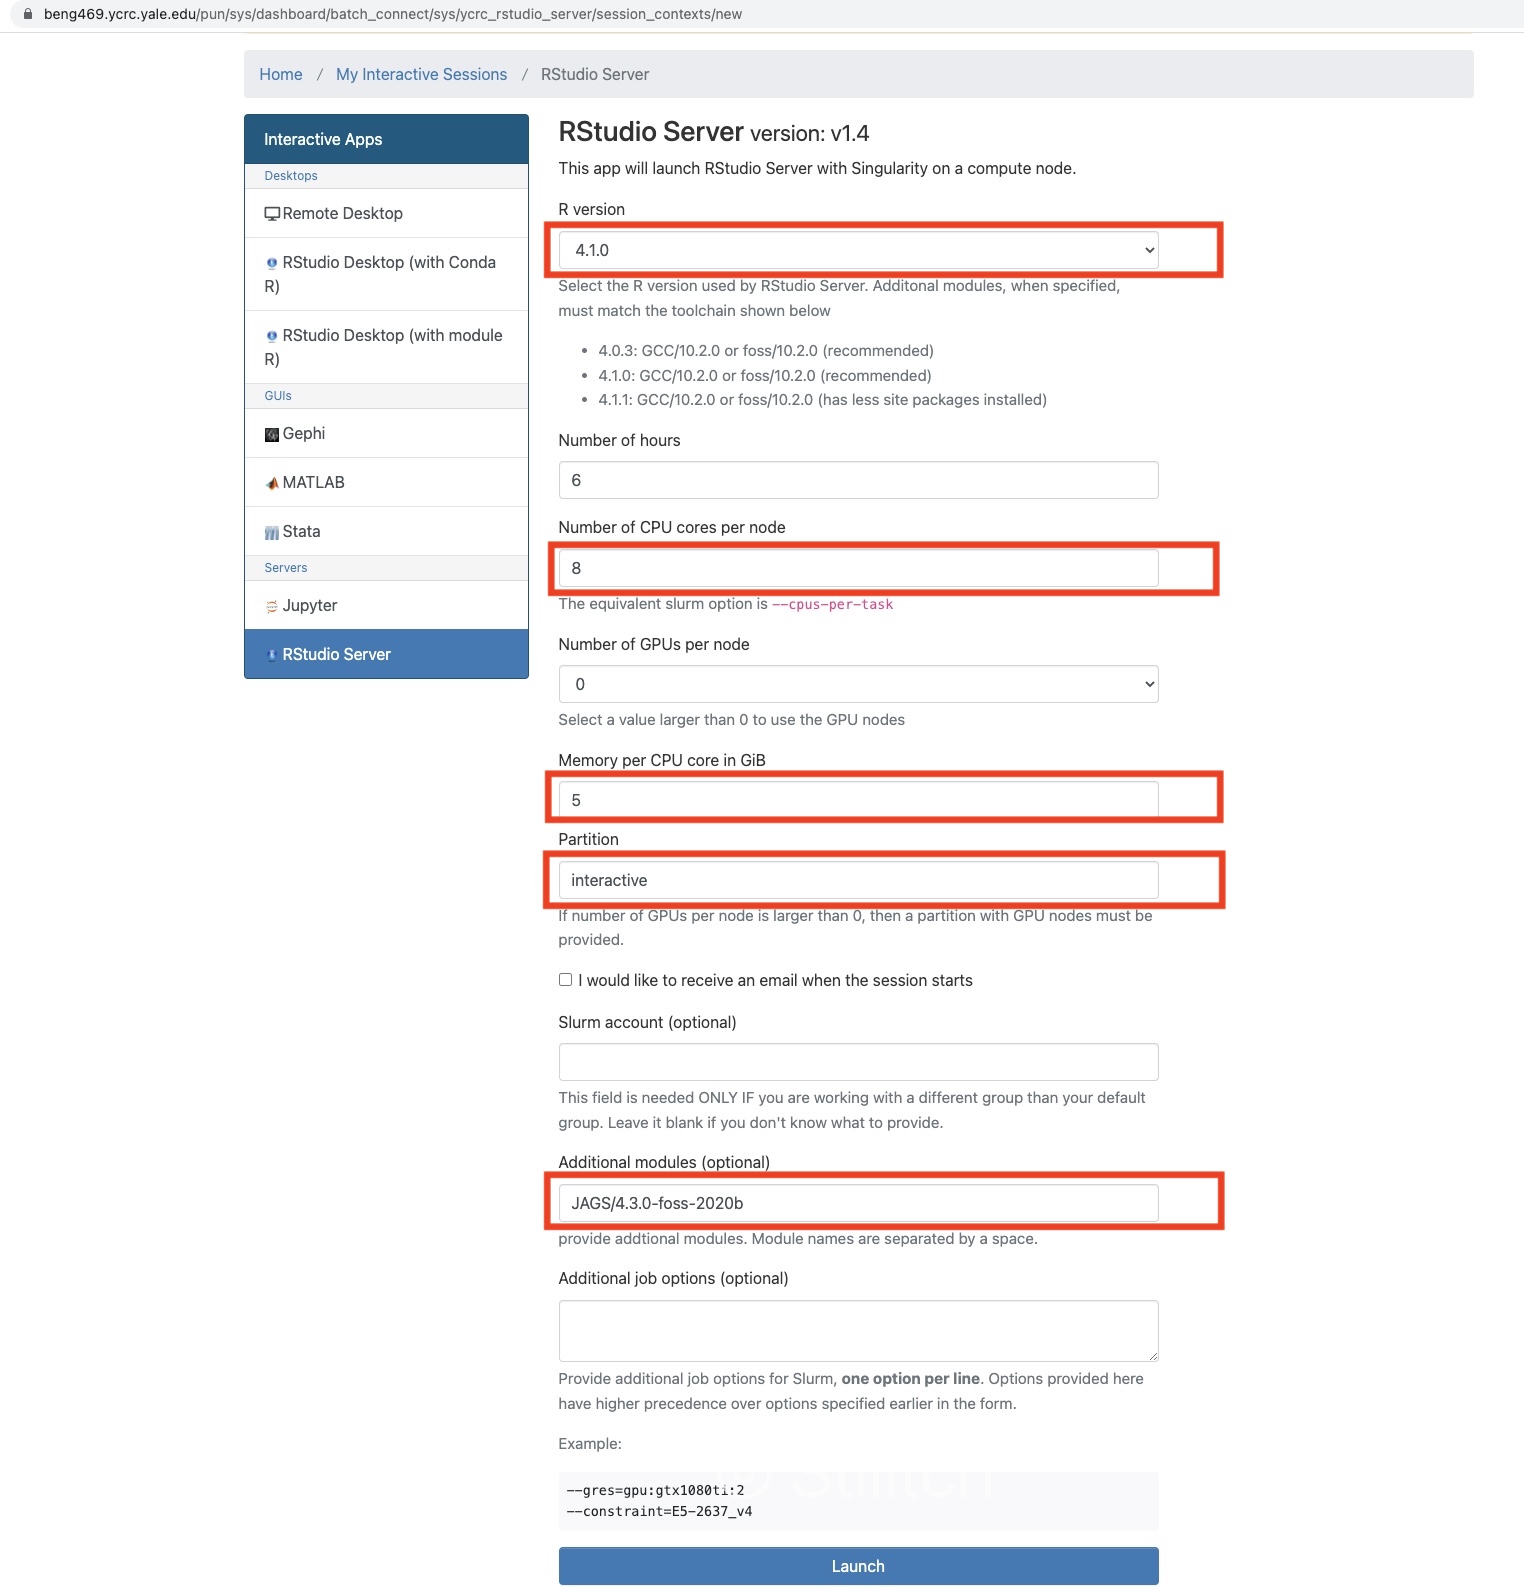 beng469.ycrc.yale.edu/pun/sys/dashboard/batch_connect/sys/ycrc_rstudio_server/session_contexts/new
Home / My Interactive Sessions / RStudio Server
Interactive Apps
Desktops
Remote Desktop
RStudio Desktop (with Conda
R)
RStudio Desktop (with module
R)
GUIs
Gephi
MATLAB
Stata
Servers
Jupyter
RStudio Server
RStudio Server version: v1.4
This app will launch RStudio Server with Singularity on a compute node.
R version
4.1.0
Select the R version used by RStudio Server. Additonal modules, when specified,
must match the toolchain shown below
• 4.0.3: GCC/10.2.0 or foss/10.2.0 (recommended)
• 4.1.0: GCC/10.2.0 or foss/10.2.0 (recommended)
• 4.1.1: GCC/10.2.0 or foss/10.2.0 (has less site packages installed)
Number of hours
6
Number of CPU cores per node
8
The equivalent slurm option is --cpus-per-task
Number of GPUs per node
0
Select a value larger than 0 to use the GPU nodes
Memory per CPU core in GiB
5
Partition
interactive
If number of GPUs per node is larger than 0, then a partition with GPU nodes must be
provided.
I would like to receive an email when the session starts
Slurm account (optional)
This field is needed ONLY IF you are working with a different group than your default
group. Leave it blank if you don't know what to provide.
Additional modules (optional)
JAGS/4.3.0-foss-2020b
provide addtional modules. Module names are separated by a space.
Additional job options (optional)
Provide additional job options for Slurm, one option per line. Options provided here
have higher precedence over options specified earlier in the form.
Example:
--gres=gpu:gtx1080ti:2
--constraint=E5-2637_v4
Launch